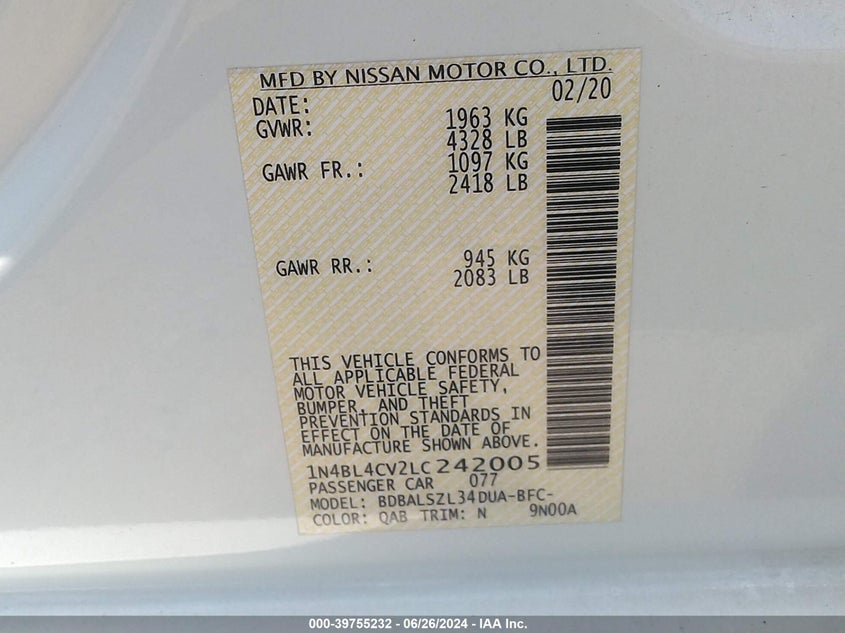 MFD BY NISSAN MOTOR CO., LTD.
DATE: 02/20
GVWR: 1963 KG
4328 LB
GAWR FR.: 1097 KG
2418 LB
GAWR RR.: 945 KG
2083 LB
THIS VEHICLE CONFORMS TO
ALL APPLICABLE FEDERAL
MOTOR VEHICLE SAFETY,
BUMPER, AND THEFT
PREVENTION STANDARDS IN
EFFECT ON THE DATE OF
MANUFACTURE SHOWN ABOVE.
1N4BL4CV2LC242005
PASSENGER CAR 077
MODEL: BDBALSZL34DUA-BFC-
COLOR: QAB TRIM: N 9N00A
000-39755232 - 06/26/2024 - IAA Inc.